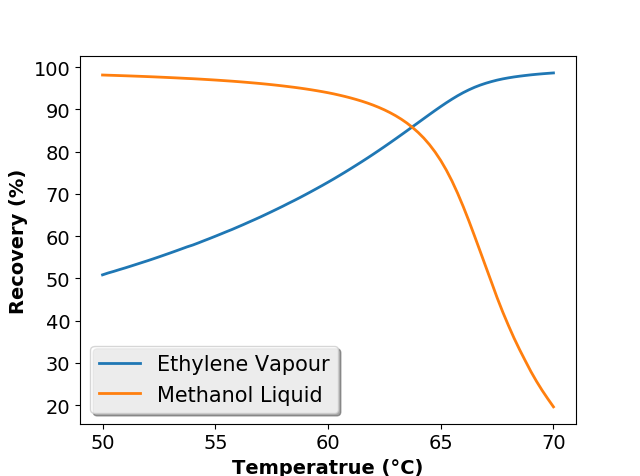 100
90
80
70
60
50
40
30
20
Recovery (%)
Ethylene Vapour
Methanol Liquid
50 55 60 65 70
Temperatrue (°C)